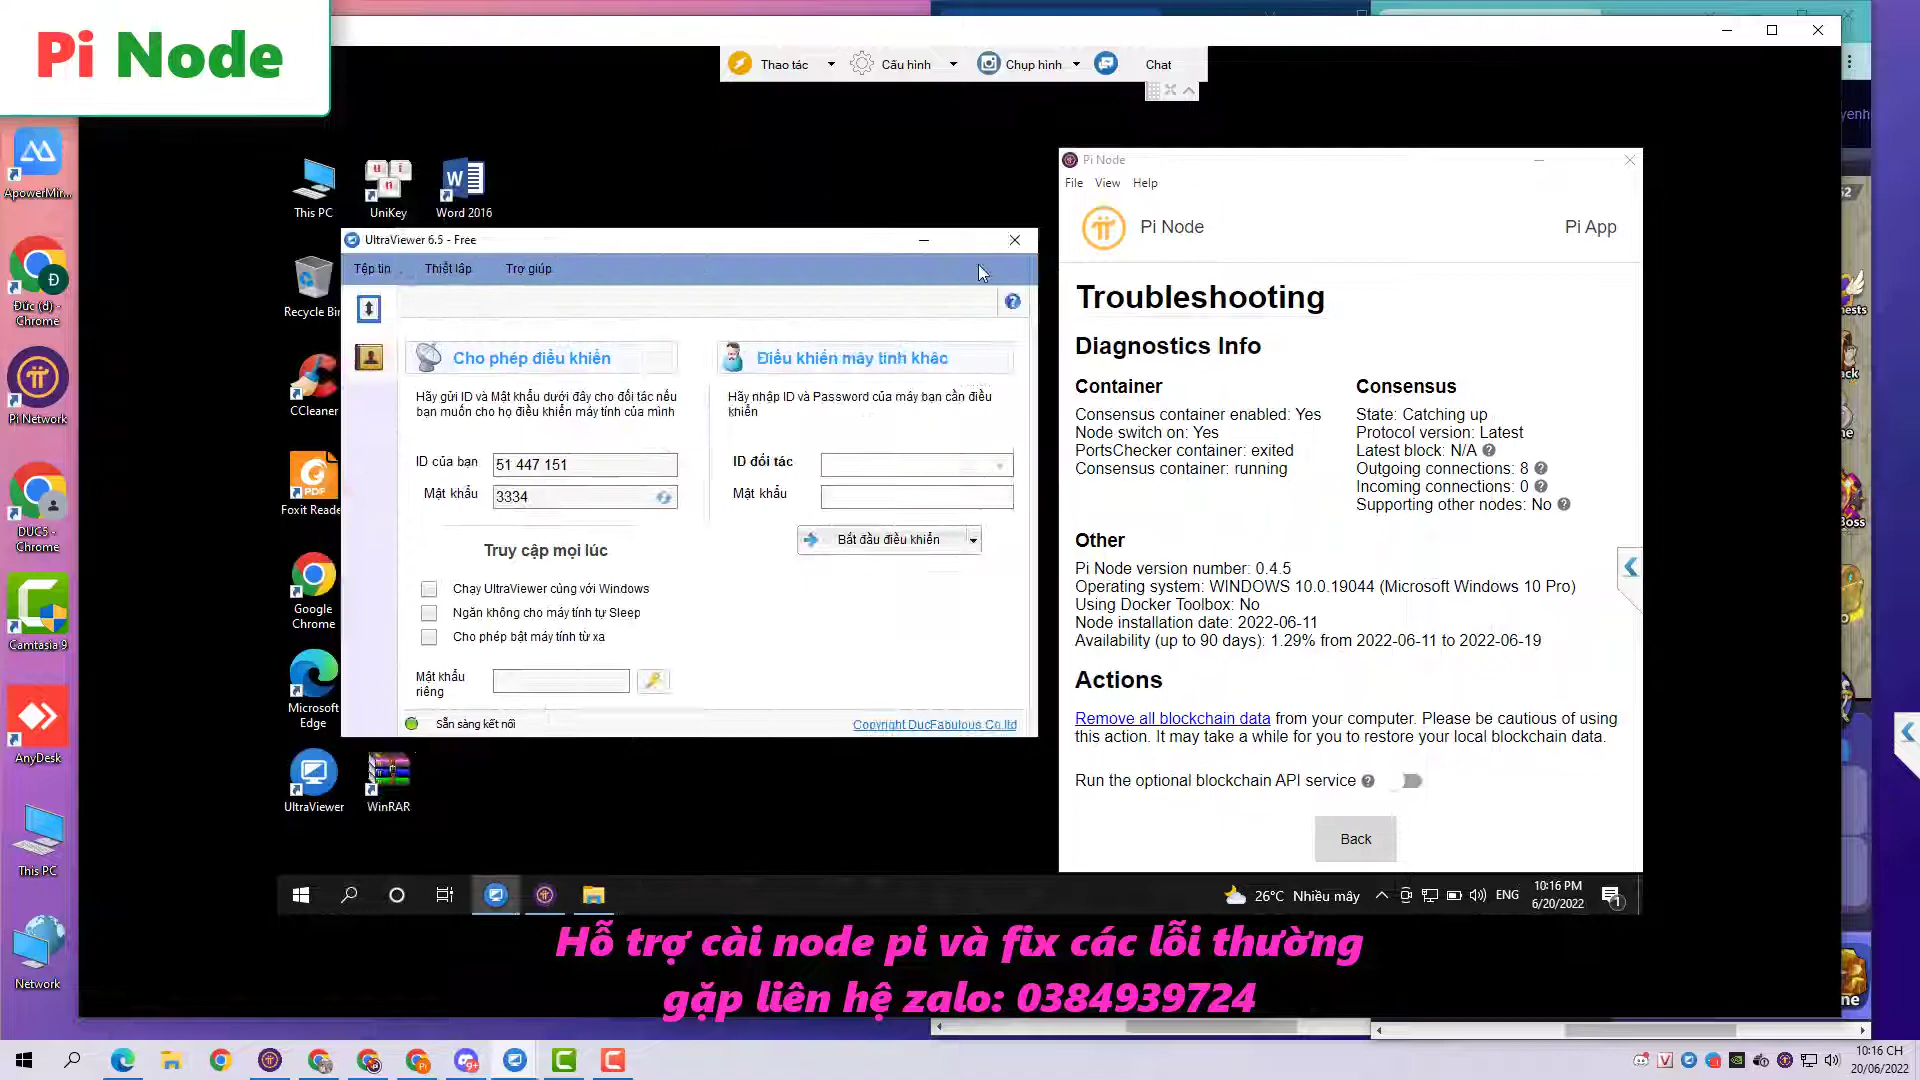 Pi Node
Thao tác
Cấu hình
Chụp hình
Chat
ApowerMir...
Đức (đ) -
Chrome
Pi Network
DUC5 -
Chrome
Camtasia 9
AnyDesk
This PC
Network
This PC
UniKey
Word 2016
Recycle Bin
CCleaner
Foxit Reade
Google
Chrome
Microsoft
Edge
UltraViewer
WinRAR
UltraViewer 6.5 - Free
Tệp tin
Thiết lập
Trợ giúp
Cho phép điều khiển
Hãy gửi ID và Mật khẩu dưới đây cho đối tác nếu
bạn muốn cho họ điều khiển máy tính của mình
ID của bạn
51 447 151
Mật khẩu
3334
Truy cập mọi lúc
Chạy UltraViewer cùng với Windows
Ngăn không cho máy tính tự Sleep
Cho phép bật máy tính từ xa
Mật khẩu
riêng
Sẵn sàng kết nối
Điều khiển máy tính khác
Hãy nhập ID và Password của máy bạn cần điều
khiển
ID đối tác
Mật khẩu
Bắt đầu điều khiển
Copyright DucFabulous Co,ltd
Pi Node
File View Help
Pi Node
Pi App
Troubleshooting
Diagnostics Info
Container
Consensus container enabled: Yes
Node switch on: Yes
PortsChecker container: exited
Consensus container: running
Consensus
State: Catching up
Protocol version: Latest
Latest block: N/A
Outgoing connections: 8
Incoming connections: 0
Supporting other nodes: No
Other
Pi Node version number: 0.4.5
Operating system: WINDOWS 10.0.19044 (Microsoft Windows 10 Pro)
Using Docker Toolbox: No
Node installation date: 2022-06-11
Availability (up to 90 days): 1.29% from 2022-06-11 to 2022-06-19
Actions
Remove all blockchain data from your computer. Please be cautious of using
this action. It may take a while for you to restore your local blockchain data.
Run the optional blockchain API service
Back
26°C Nhiều mây
ENG
10:16 PM
6/20/2022
Hỗ trợ cài node pi và fix các lỗi thường
gặp liên hệ zalo: 0384939724
10:16 CH
20/06/2022